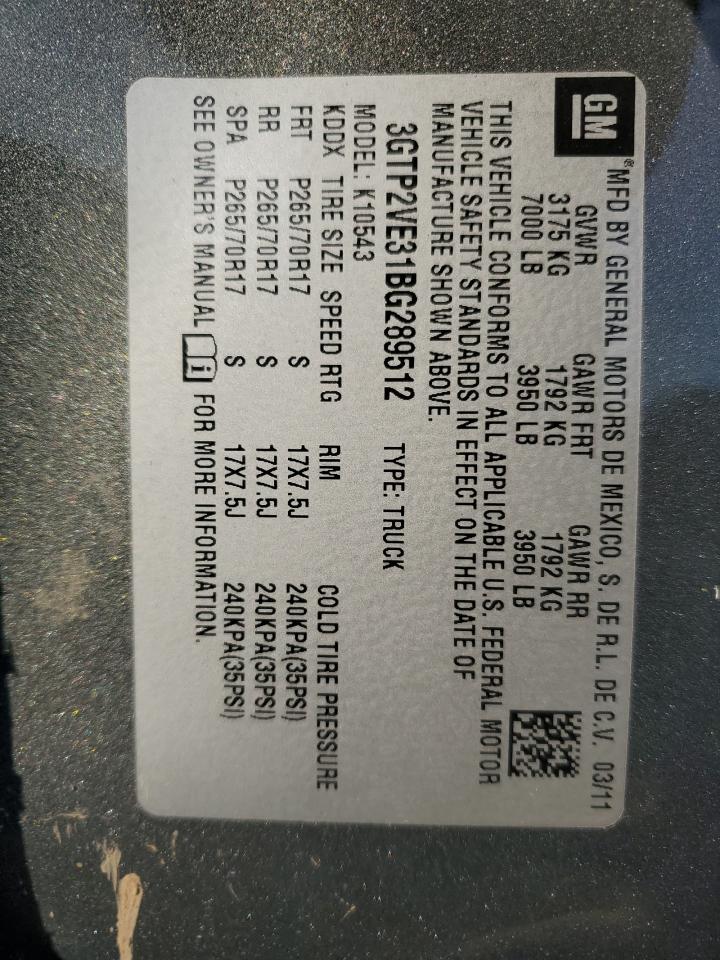 GM ® MFD BY GENERAL MOTORS DE MEXICO, S. DE R.L. DE C.V. 03/11
GVWR GAWR FRT GAWR RR
3175 KG 1792 KG 1792 KG
7000 LB 3950 LB 3950 LB
THIS VEHICLE CONFORMS TO ALL APPLICABLE U.S. FEDERAL MOTOR
VEHICLE SAFETY STANDARDS IN EFFECT ON THE DATE OF
MANUFACTURE SHOWN ABOVE.
3GTP2VE31BG289512 TYPE: TRUCK
MODEL: K10543
KDDX TIRE SIZE SPEED RTG RIM COLD TIRE PRESSURE
FRT P265/70R17 S 17X7.5J 240KPA(35PSI)
RR P265/70R17 S 17X7.5J 240KPA(35PSI)
SPA P265/70R17 S 17X7.5J 240KPA(35PSI)
SEE OWNER'S MANUAL i FOR MORE INFORMATION.